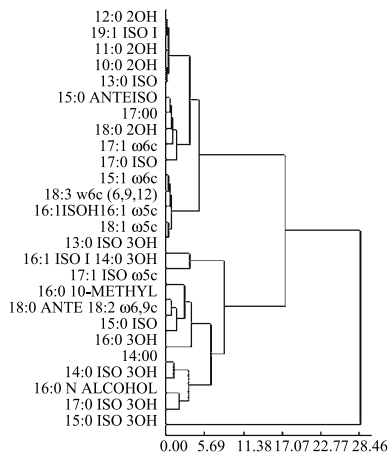 12:0 2OH
19:1 ISO I
11:0 2OH
10:0 2OH
13:0 ISO
15:0 ANTEISO
17:00
18:0 2OH
17:1 ω6c
17:0 ISO
15:1 ω6c
18:3 w6c (6,9,12)
16:1ISOH16:1 ω5c
18:1 ω5c
13:0 ISO 3OH
16:1 ISO I 14:0 3OH
17:1 ISO ω5c
16:0 10-METHYL
18:0 ANTE 18:2 ω6,9c
15:0 ISO
16:0 3OH
14:00
14:0 ISO 3OH
16:0 N ALCOHOL
17:0 ISO 3OH
15:0 ISO 3OH
0.00 5.69 11.38 17.07 22.77 28.46